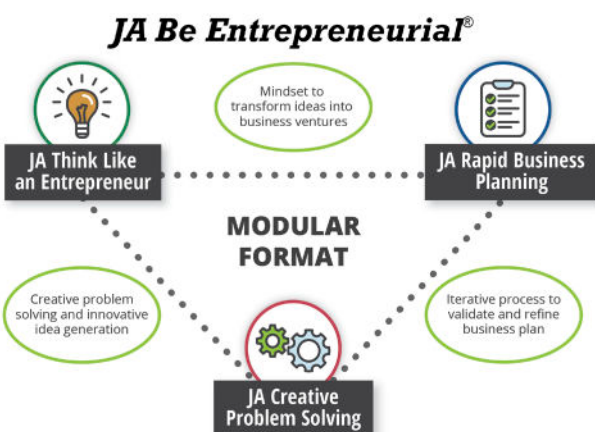 JA Be Entrepreneurial®
Mindset to
transform ideas into
business ventures
JA Think Like
an Entrepreneur
JA Rapid Business
Planning
MODULAR
FORMAT
Creative problem
solving and innovative
idea generation
Iterative process to
validate and refine
business plan
JA Creative
Problem Solving